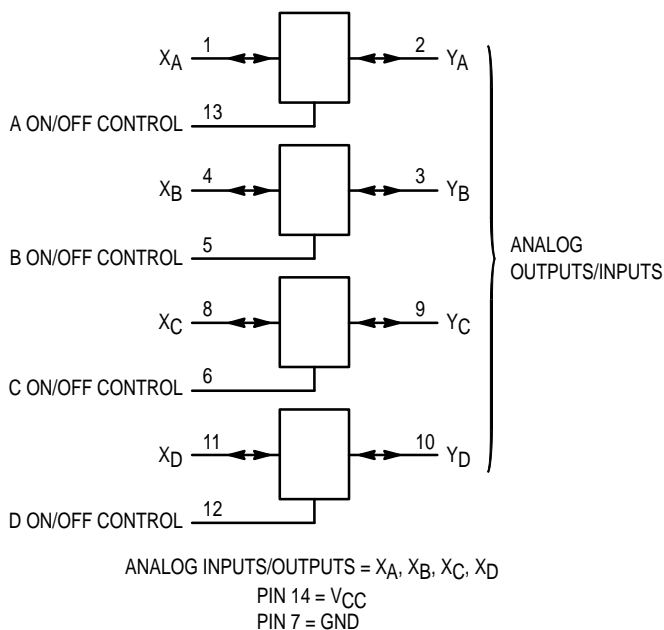 1
2
XA
YA
13
A ON/OFF CONTROL
4
3
XB
YB
5
B ON/OFF CONTROL
ANALOG
OUTPUTS/INPUTS
8
9
XC
YC
6
C ON/OFF CONTROL
11
10
XD
YD
12
D ON/OFF CONTROL
ANALOG INPUTS/OUTPUTS = XA, XB, XC, XD
PIN 14 = VCC
PIN 7 = GND